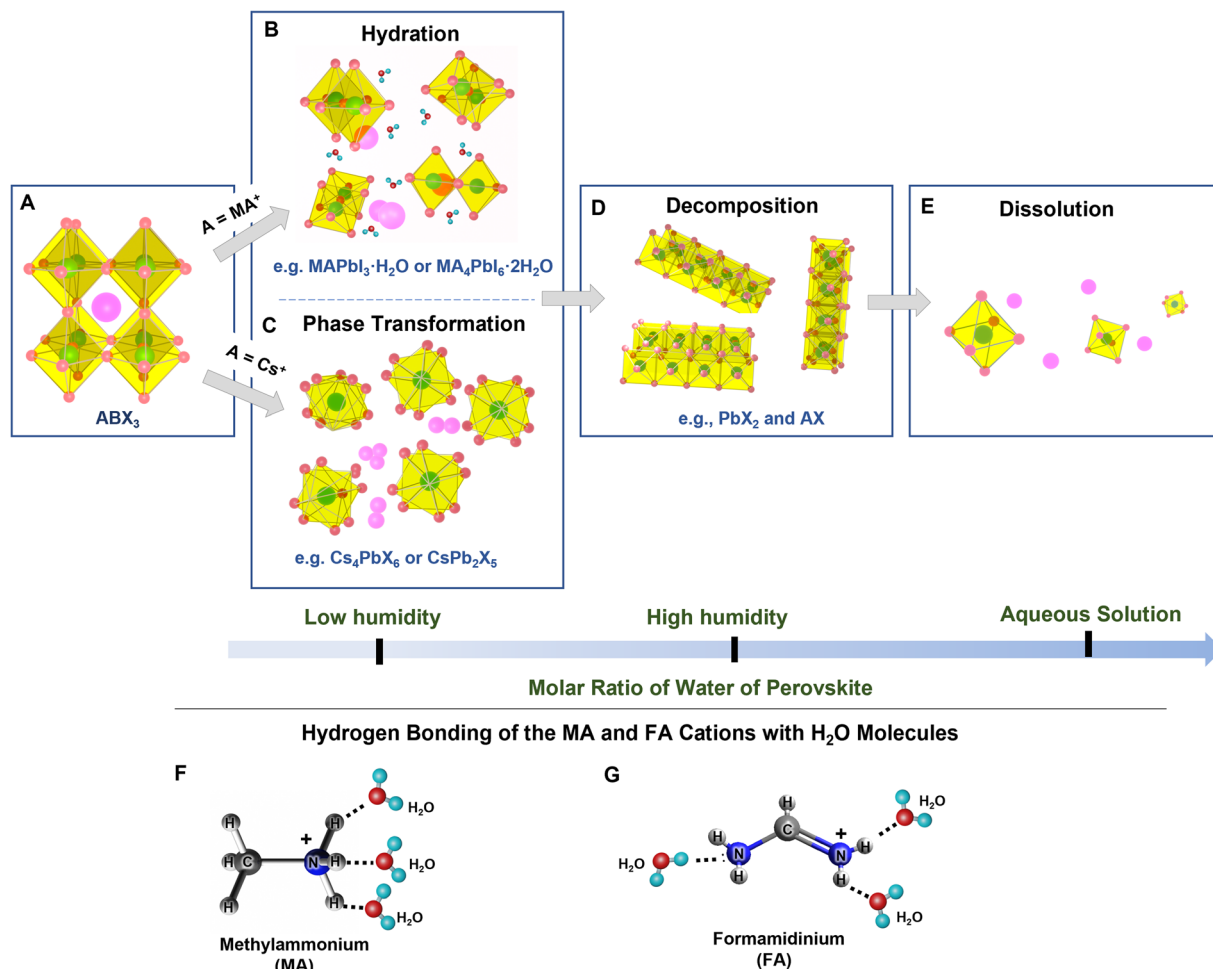 A
ABX₃
A = MA⁺
A = Cs⁺
B
Hydration
e.g. MAPbI₃·H₂O or MA₄PbI₆·2H₂O
C
Phase Transformation
e.g. Cs₄PbX₆ or CsPb₂X₅
D
Decomposition
e.g., PbX₂ and AX
E
Dissolution
Low humidity
High humidity
Aqueous Solution
Molar Ratio of Water of Perovskite
Hydrogen Bonding of the MA and FA Cations with H₂O Molecules
F
H
H
H
C
+
N
H
H
H
H₂O
H₂O
H₂O
Methylammonium
(MA)
G
H
C
H
N
H
+
N
H
H
H₂O
H₂O
H₂O
Formamidinium
(FA)